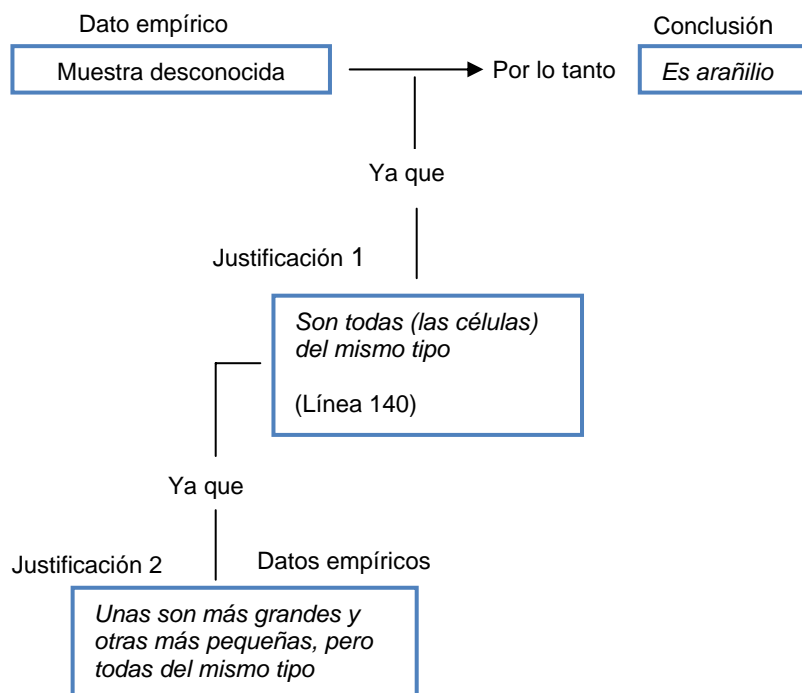 Dato empírico
Conclusión
Muestra desconocida
Por lo tanto
Es arañilio
Ya que
Justificación 1
Son todas (las células)
del mismo tipo
(Línea 140)
Ya que
Justificación 2
Datos empíricos
Unas son más grandes y
otras más pequeñas, pero
todas del mismo tipo